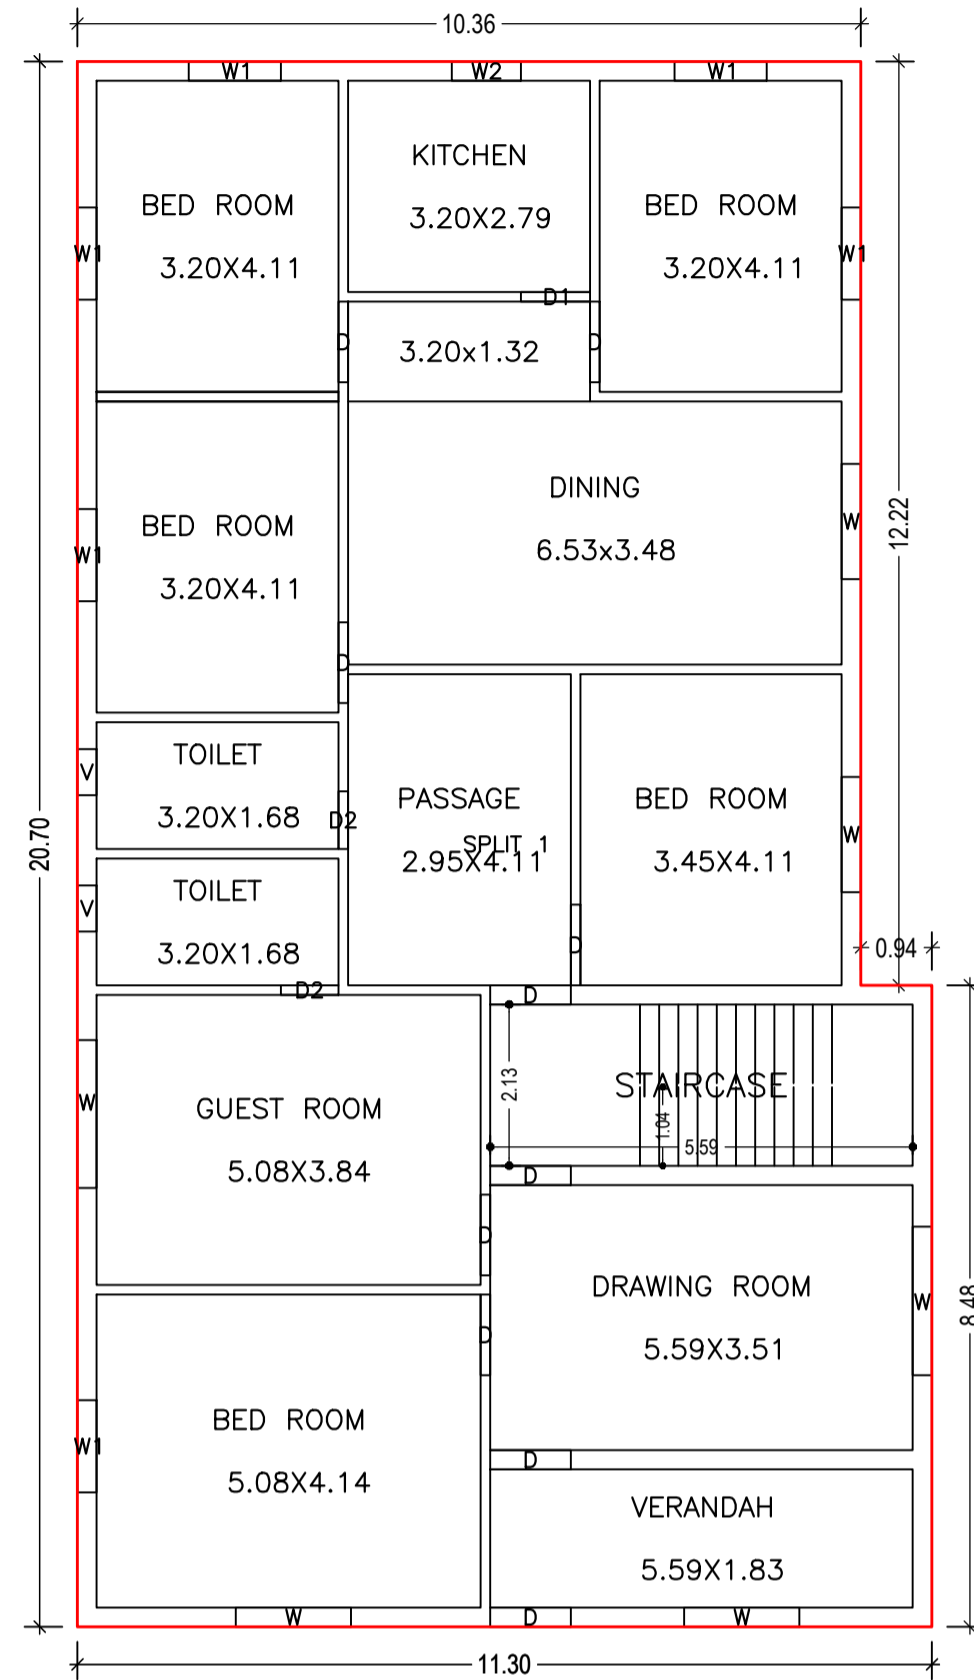 10.36
W1
W2
W1
KITCHEN
3.20X2.79
BED ROOM
3.20X4.11
BED ROOM
3.20X4.11
W1
W1
D1
D
3.20x1.32
D
DINING
6.53x3.48
BED ROOM
3.20X4.11
W
12.22
W1
D
TOILET
3.20X1.68
V
D2
PASSAGE
SPLIT 1
2.95X4.11
BED ROOM
3.45X4.11
W
20.70
TOILET
3.20X1.68
V
D
0.94
D2
D
GUEST ROOM
5.08X3.84
W
2.13
STAIRCASE
1.04
5.59
D
D
DRAWING ROOM
5.59X3.51
W
8.48
D
BED ROOM
5.08X4.14
W1
D
VERANDAH
5.59X1.83
W
D
W
11.30